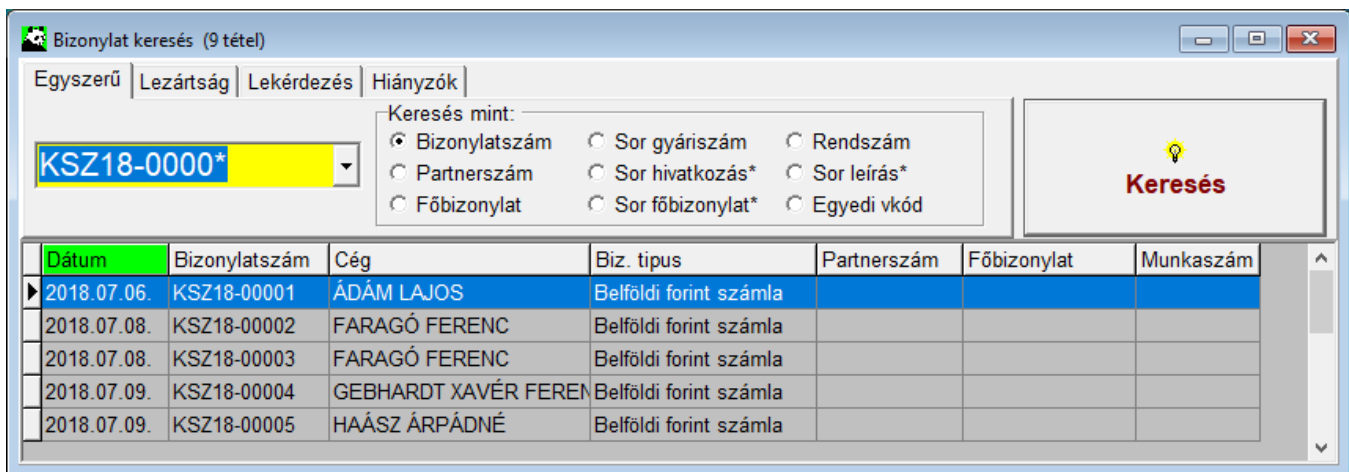 Bizonylat keresés (9 tétel)
Egyszerű Lezártság Lekérdezés Hiányzók
Keresés mint:
KSZ18-0000*
Bizonylatszám Sor gyáriszám Rendszám
Partnerszám Sor hivatkozás* Sor leírás*
Főbizonylat Sor főbizonylat* Egyedi vkód
Keresés
Dátum Bizonylatszám Cég Biz. tipus Partnerszám Főbizonylat Munkaszám
2018.07.06. KSZ18-00001 ÁDÁM LAJOS Belföldi forint számla
2018.07.08. KSZ18-00002 FARAGÓ FERENC Belföldi forint számla
2018.07.08. KSZ18-00003 FARAGÓ FERENC Belföldi forint számla
2018.07.09. KSZ18-00004 GEBHARDT XAVÉR FEREN Belföldi forint számla
2018.07.09. KSZ18-00005 HAÁSZ ÁRPÁDNÉ Belföldi forint számla